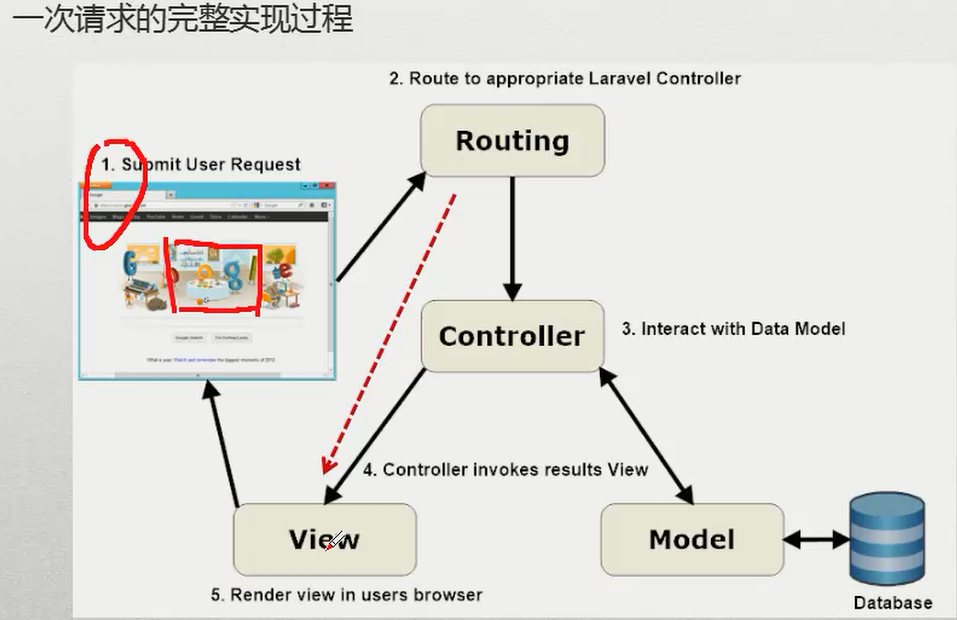 一次请求的完整实现过程
2. Route to appropriate Laravel Controller
Routing
1. Submit User Request
Controller
3. Interact with Data Model
4. Controller invokes results View
View
Model
5. Render view in users browser
Database